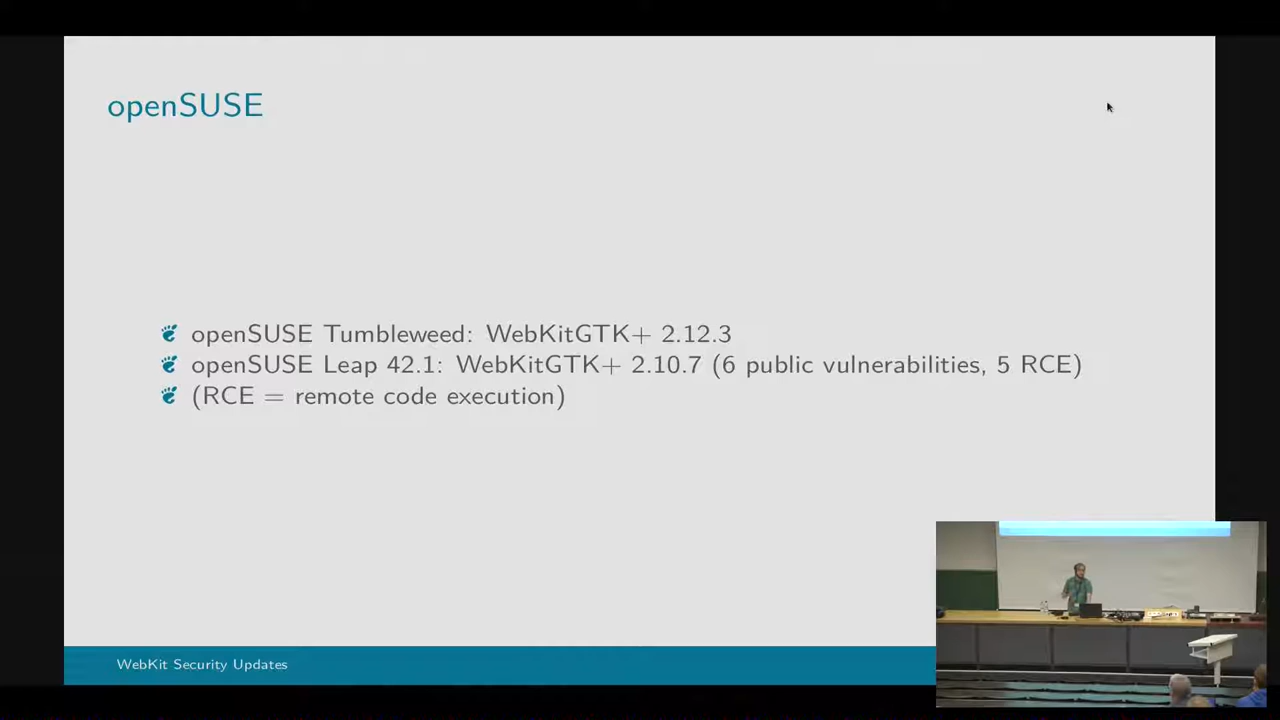 openSUSE
openSUSE Tumbleweed: WebKitGTK+ 2.12.3
openSUSE Leap 42.1: WebKitGTK+ 2.10.7 (6 public vulnerabilities, 5 RCE)
(RCE = remote code execution)
WebKit Security Updates